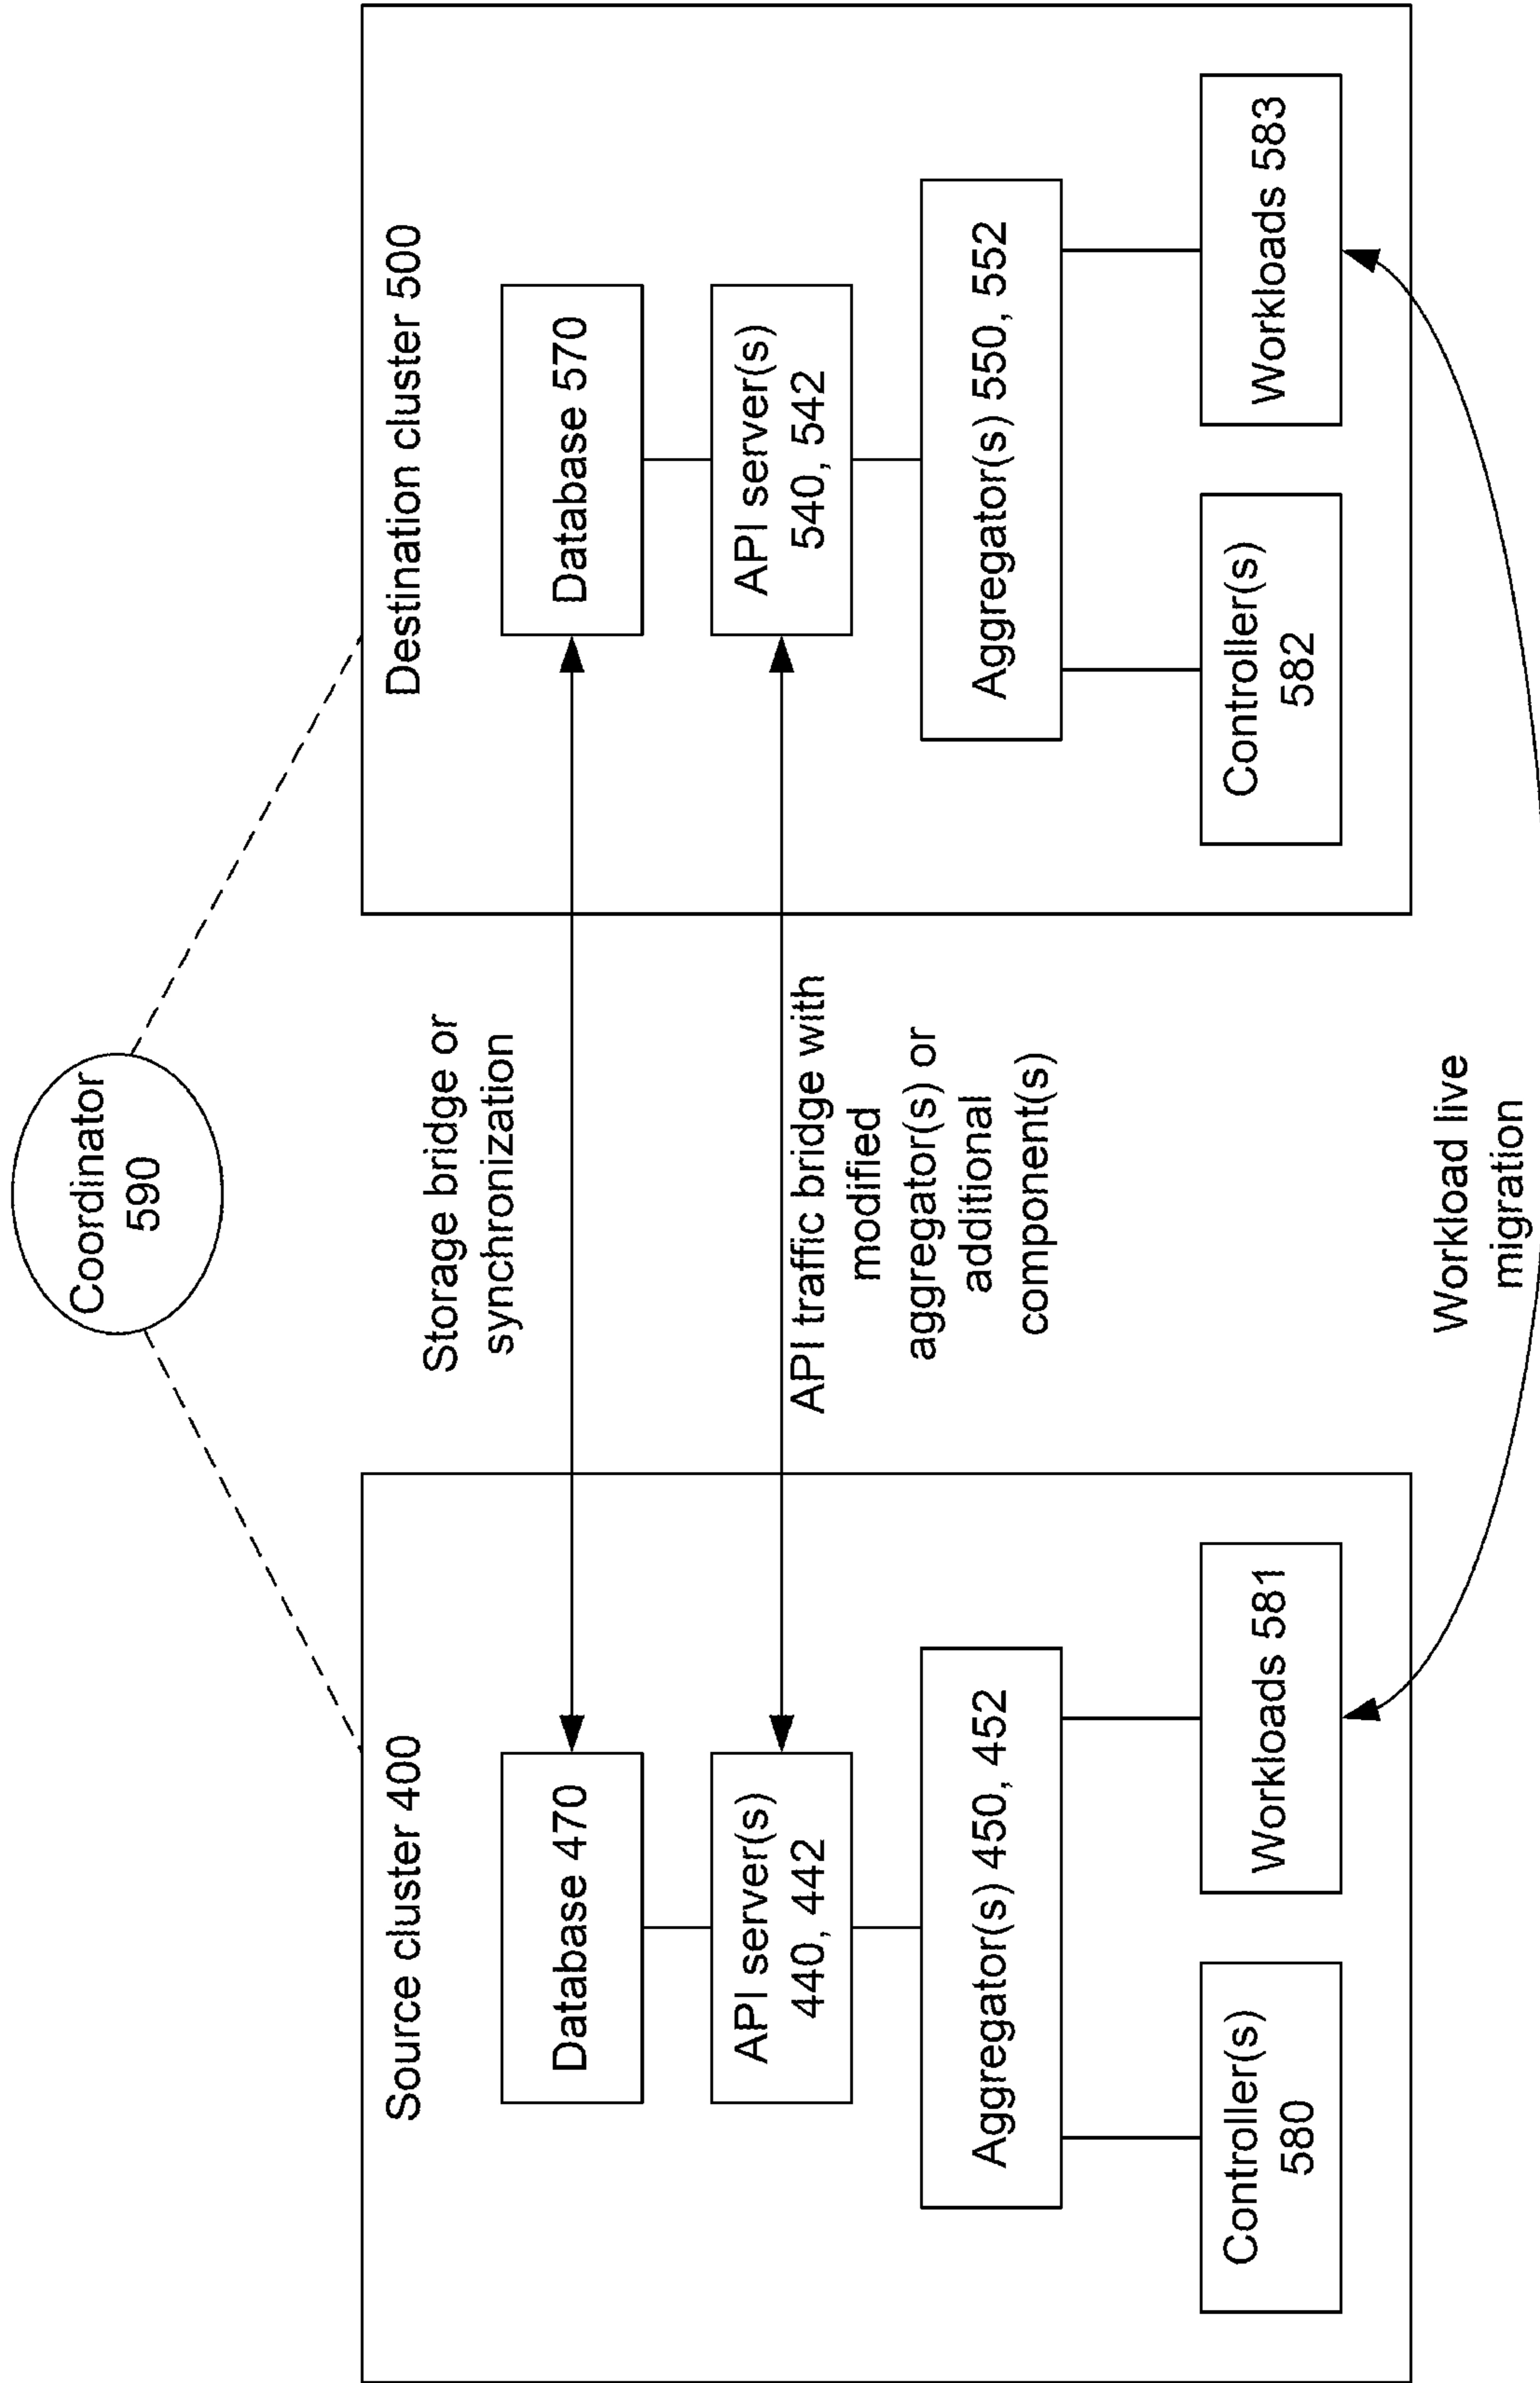 Coordinator
590
Source cluster 400
Database 470
API server(s)
440, 442
Aggregator(s) 450, 452
Controller(s)
580
Workloads 581
Storage bridge or
synchronization
API traffic bridge with
modified
aggregator(s) or
additional
component(s)
Workload live
migration
Destination cluster 500
Database 570
API server(s)
540, 542
Aggregator(s) 550, 552
Controller(s)
582
Workloads 583